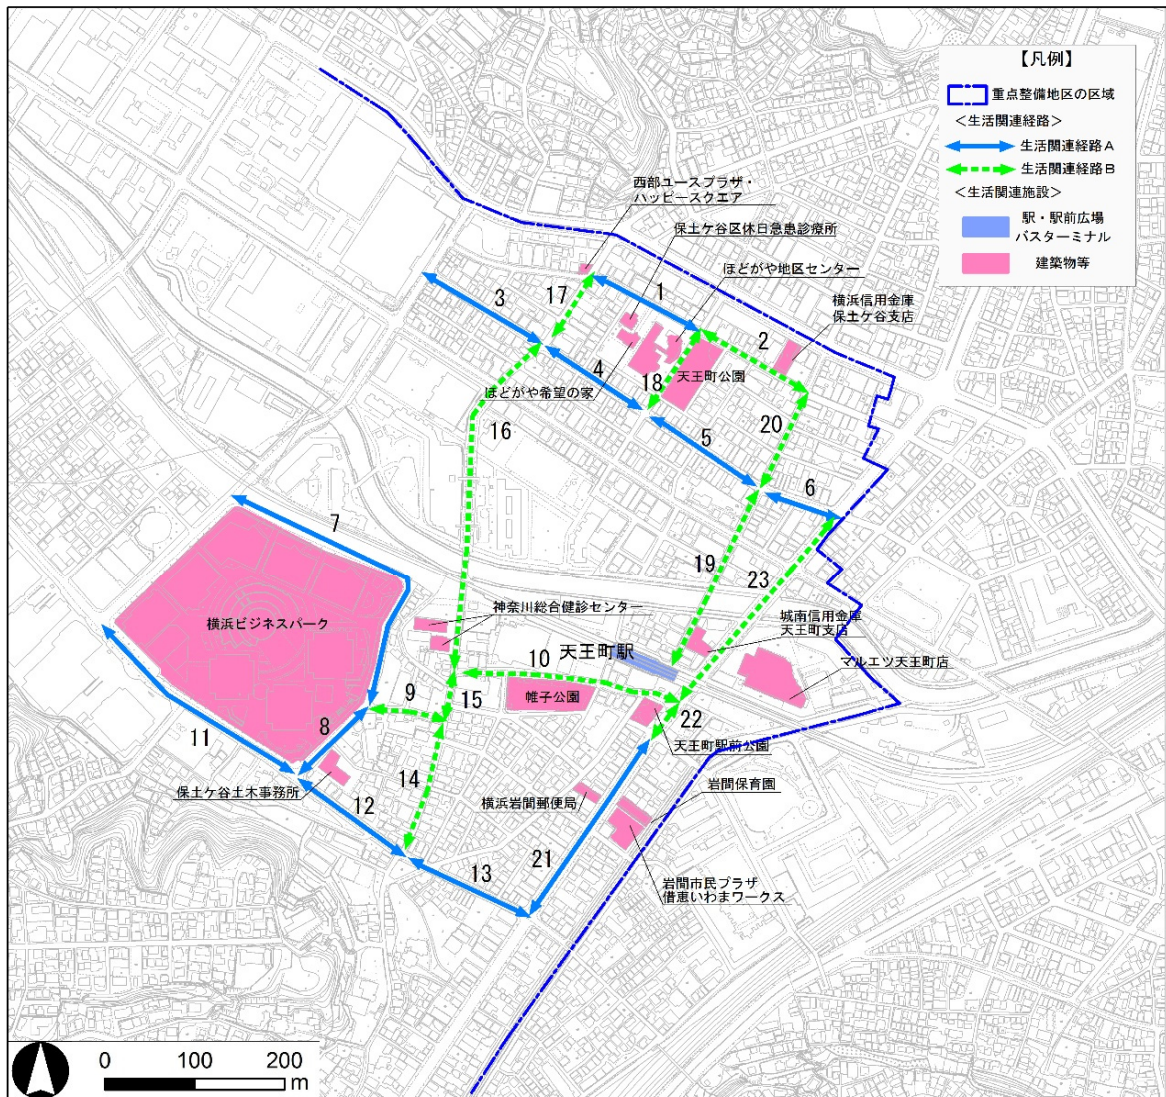 【凡例】
重点整備地区の区域
<生活関連経路>
生活関連経路A
生活関連経路B
<生活関連施設>
駅・駅前広場
バスターミナル
建築物等
西部ユースプラザ・
ハッピースクエア
保土ケ谷区休日急患診療所
ほどがや地区センター
横浜信用金庫
保土ケ谷支店
17
1
3
2
4
18
天王町公園
ほどがや希望の家
20
16
5
6
7
19
23
横浜ビジネスパーク
神奈川総合健診センター
城南信用金庫
天王町支店
天王町駅
マルエツ天王町店
10
9
15
帷子公園
22
8
11
天王町駅前公園
14
保土ケ谷土木事務所
12
横浜岩間郵便局
岩間保育園
21
13
岩間市民プラザ
偕恵いわまワークス
0 100 200
m